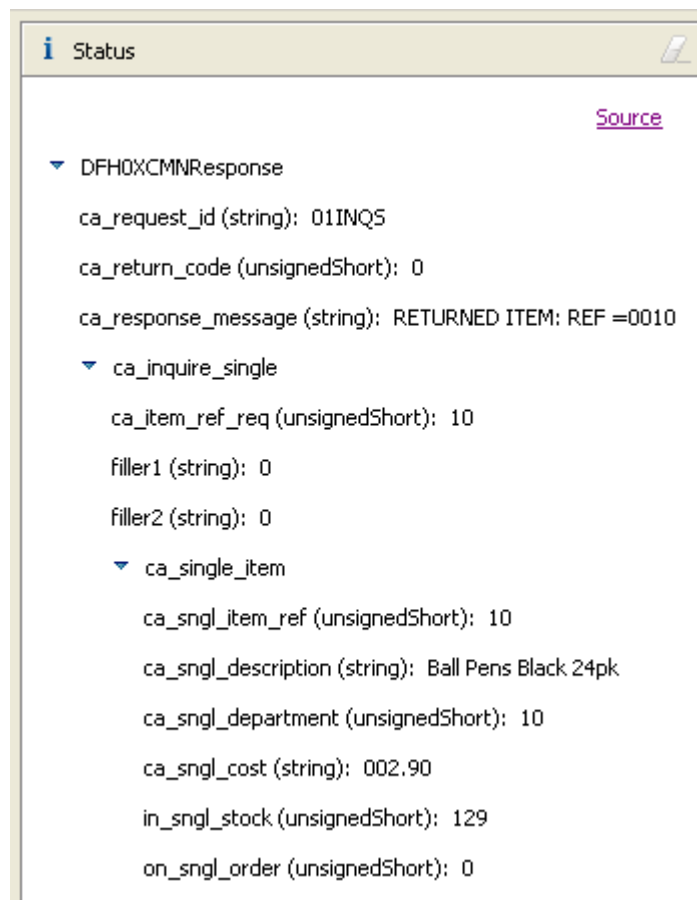 Status
Source
DFH0XCMNResponse
ca_request_id (string): 01INQS
ca_return_code (unsignedShort): 0
ca_response_message (string): RETURNED ITEM: REF =0010
ca_inquire_single
ca_item_ref_req (unsignedShort): 10
filler1 (string): 0
filler2 (string): 0
ca_single_item
ca_sngl_item_ref (unsignedShort): 10
ca_sngl_description (string): Ball Pens Black 24pk
ca_sngl_department (unsignedShort): 10
ca_sngl_cost (string): 002.90
in_sngl_stock (unsignedShort): 129
on_sngl_order (unsignedShort): 0